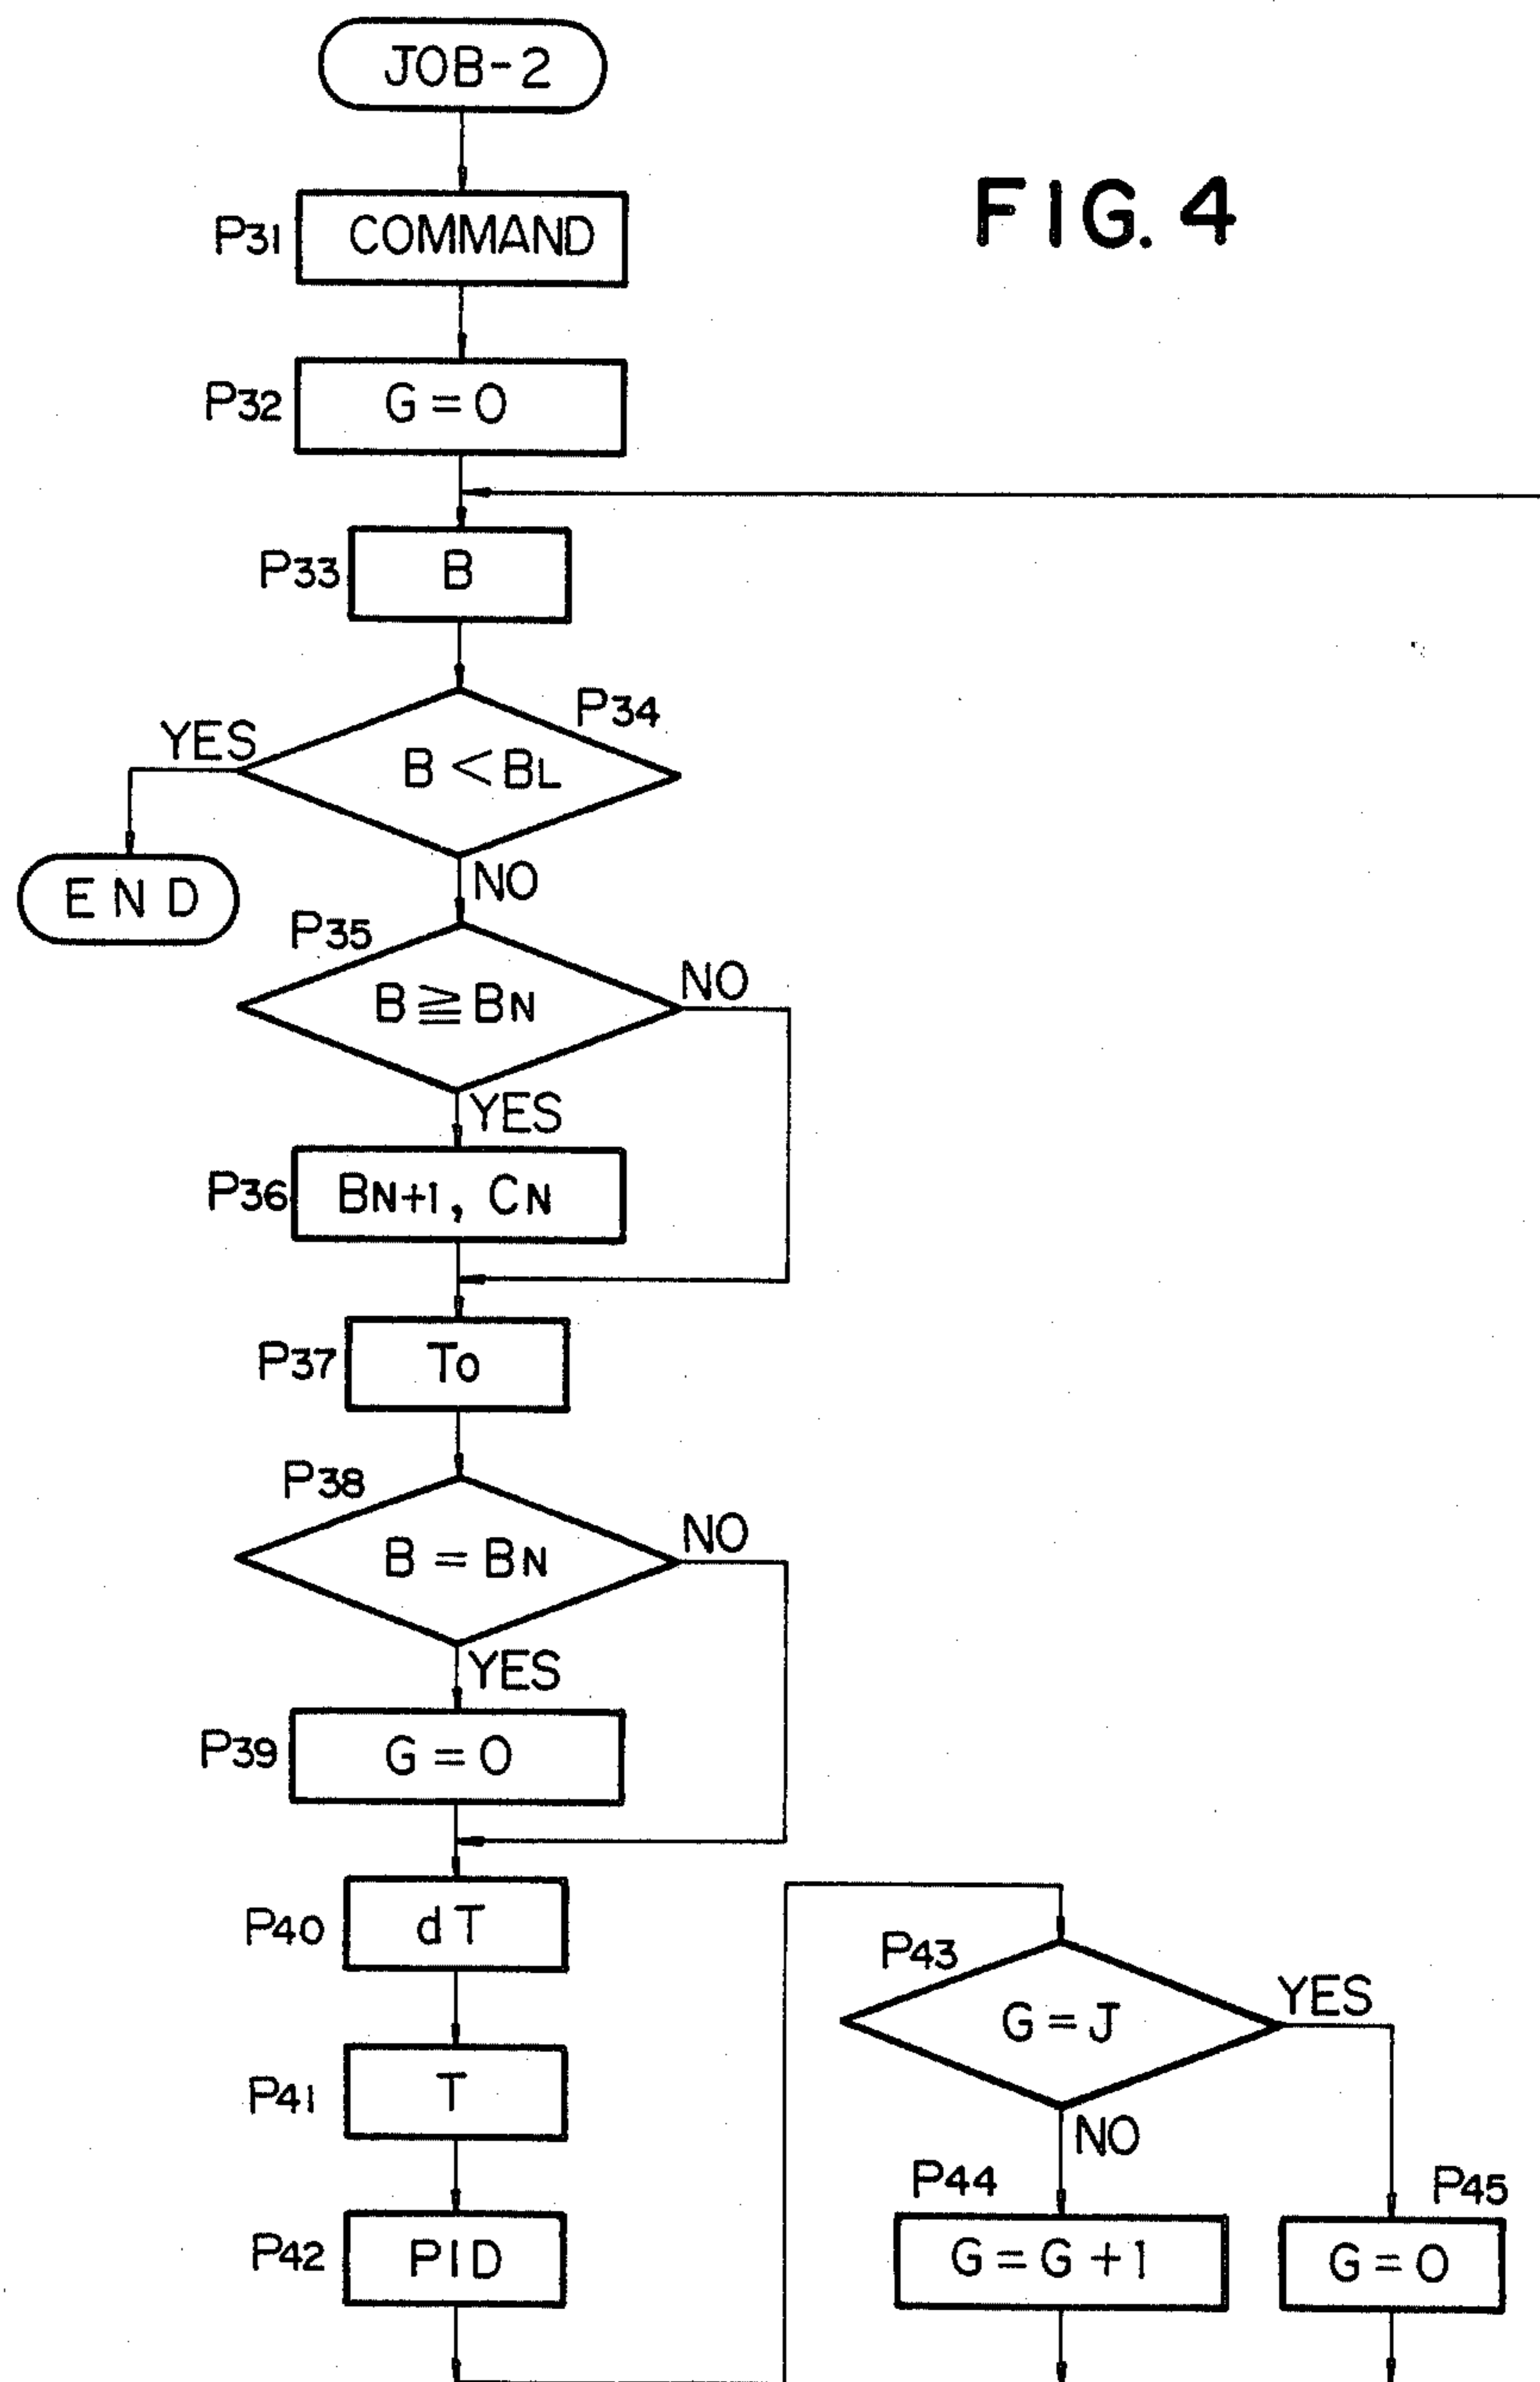 JOB-2
FIG. 4
P31 COMMAND
P32 G = 0
P33 B
P34
YES
B < BL
NO
END
P35
B ≧ BN
NO
YES
P36 BN+1, CN
P37 To
P38
B = BN
NO
YES
P39 G = 0
P40 dT
P41 T
P42 PID
P43
G = J
YES
NO
P44
G = G + 1
P45
G = 0